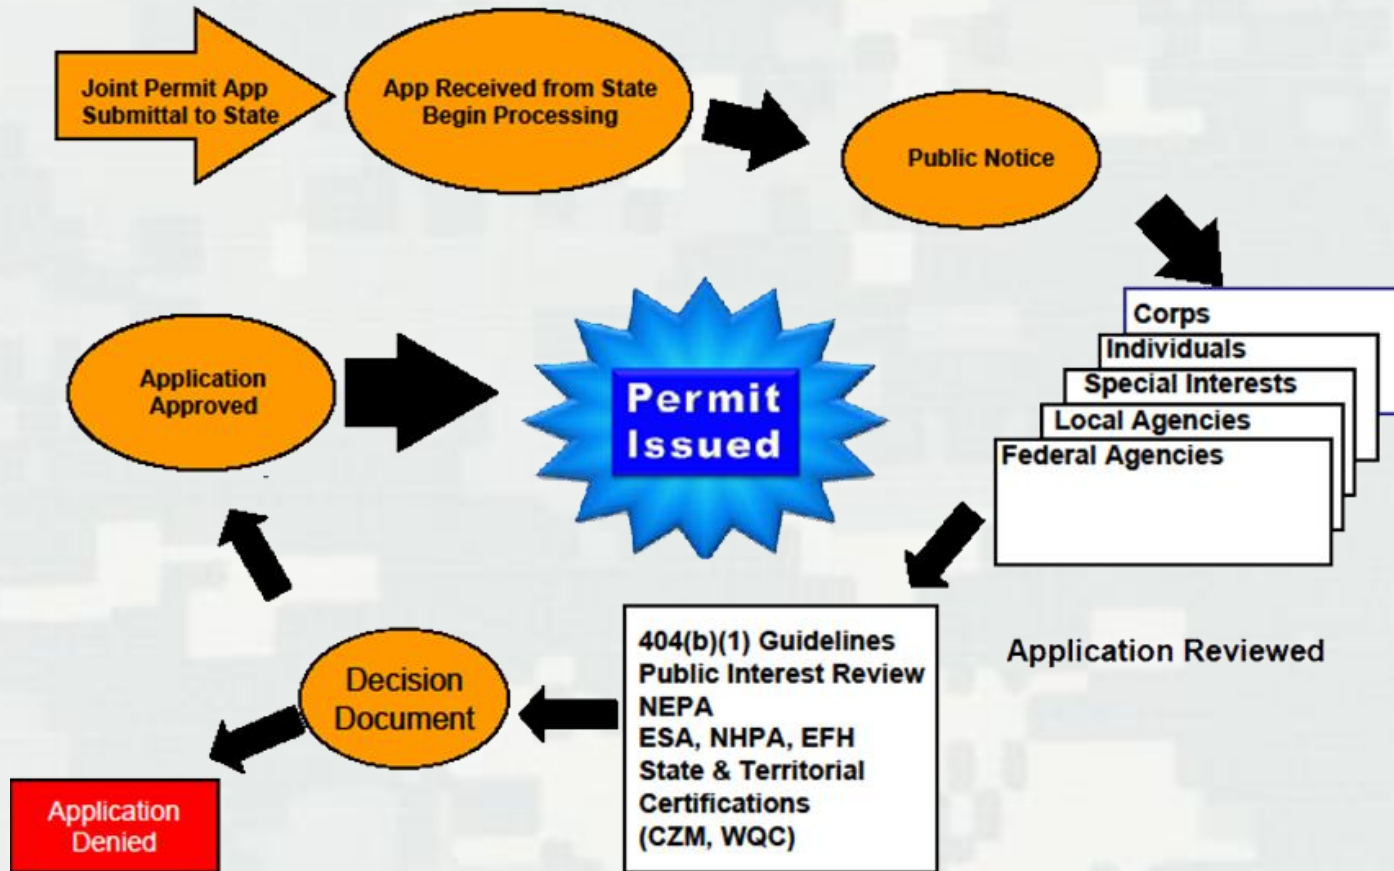 Joint Permit App
Submittal to State
App Received from State
Begin Processing
Public Notice
Corps
Individuals
Special Interests
Local Agencies
Federal Agencies
Application Reviewed
404(b)(1) Guidelines
Public Interest Review
NEPA
ESA, NHPA, EFH
State & Territorial
Certifications
(CZM, WQC)
Decision
Document
Application
Denied
Application
Approved
Permit
Issued